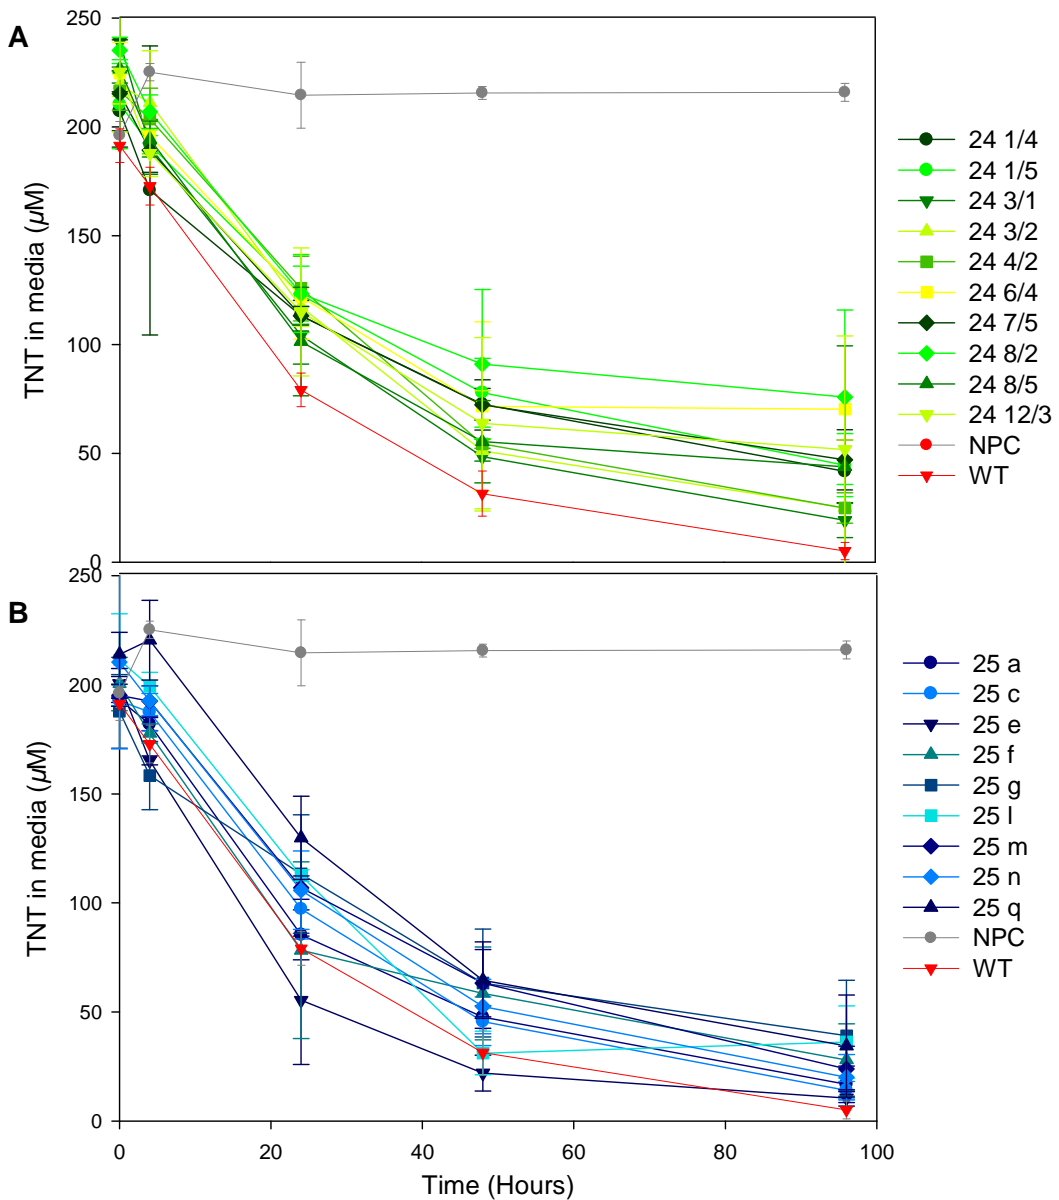 A
TNT in media (µM)
250
200
150
100
50
0
24 1/4
24 1/5
24 3/1
24 3/2
24 4/2
24 6/4
24 7/5
24 8/2
24 8/5
24 12/3
NPC
WT
B
TNT in media (µM)
250
200
150
100
50
0
0 20 40 60 80 100
Time (Hours)
25 a
25 c
25 e
25 f
25 g
25 l
25 m
25 n
25 q
NPC
WT